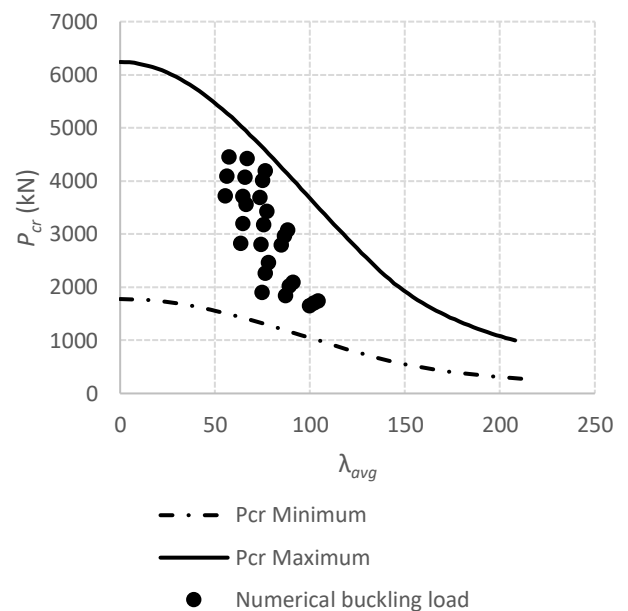 7000
6000
5000
4000
3000
2000
1000
0
P_cr (kN)
0 50 100 150 200 250
λ_avg
Pcr Minimum
Pcr Maximum
Numerical buckling load